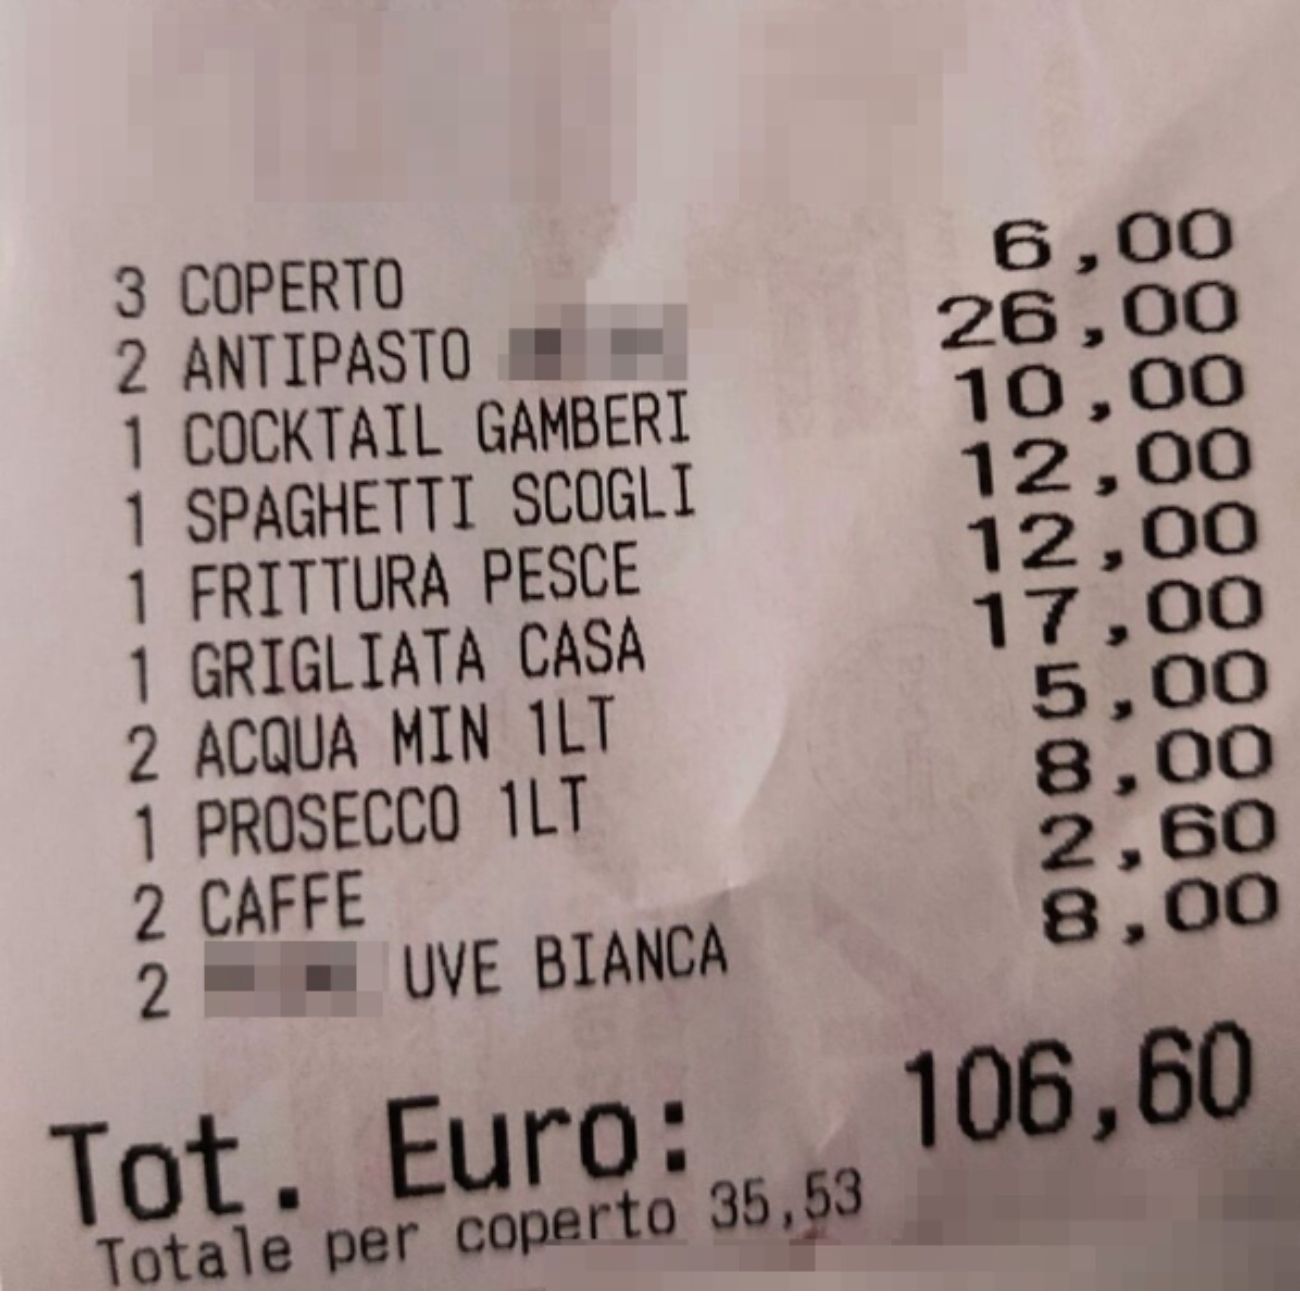 3 COPERTO 6,00
2 ANTIPASTO 26,00
1 COCKTAIL GAMBERI 10,00
1 SPAGHETTI SCOGLI 12,00
1 FRITTURA PESCE 12,00
1 GRIGLIATA CASA 17,00
2 ACQUA MIN 1LT 5,00
1 PROSECCO 1LT 8,00
2 CAFFE 2,60
2 UVE BIANCA 8,00
Tot. Euro: 106,60
Totale per coperto 35,53